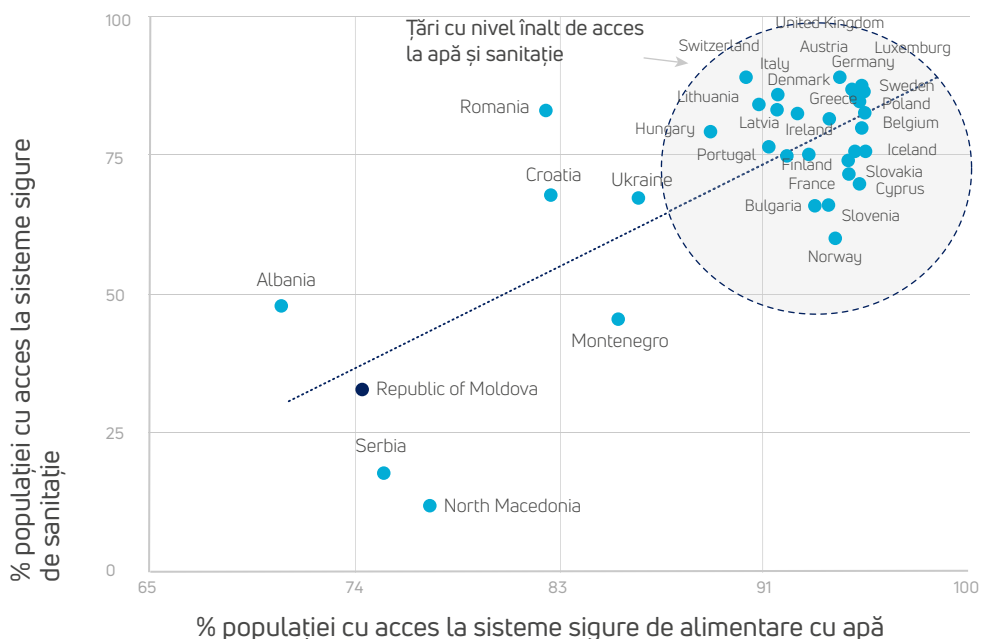 100
75
50
25
0
65
74
83
91
100
% populației cu acces la sisteme sigure
de sanitație
% populației cu acces la sisteme sigure de alimentare cu apă
Țări cu nivel înalt de acces
la apă și sanitație
United Kingdom
Switzerland
Austria
Luxemburg
Italy
Germany
Denmark
Sweden
Lithuania
Greece
Poland
Romania
Latvia
Ireland
Belgium
Hungary
Portugal
Finland
Iceland
Croatia
Ukraine
France
Slovakia
Cyprus
Bulgaria
Slovenia
Norway
Albania
Montenegro
Republic of Moldova
Serbia
North Macedonia